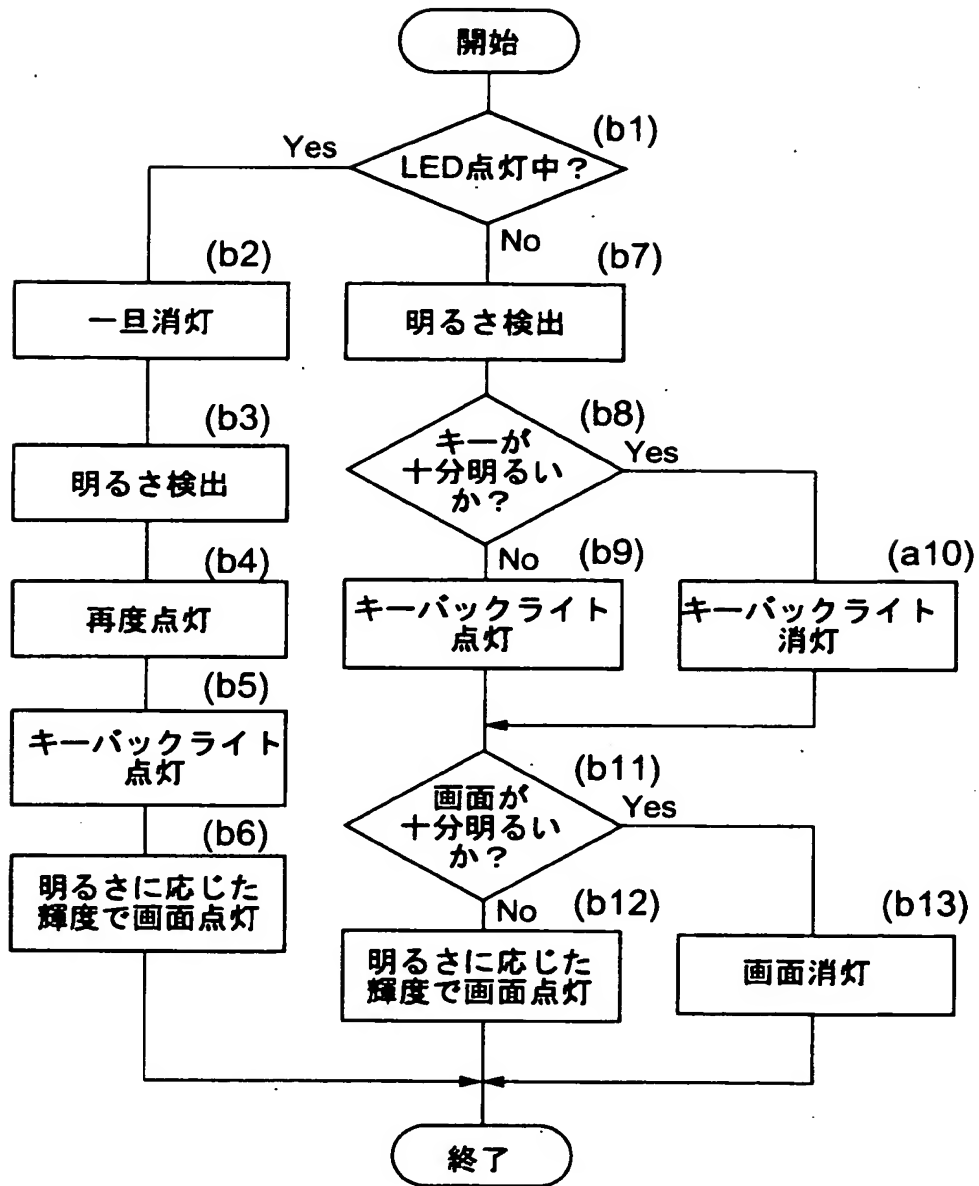 開始
(b1)
LED点灯中？
Yes
No
(b2)
一旦消灯
(b3)
明るさ検出
(b4)
再度点灯
(b5)
キーバックライト
点灯
(b6)
明るさに応じた
輝度で画面点灯
(b7)
明るさ検出
(b8)
キーが
十分明るい
か？
Yes
No
(b9)
キーバックライト
点灯
(a10)
キーバックライト
消灯
(b11)
画面が
十分明るい
か？
Yes
No
(b12)
明るさに応じた
輝度で画面点灯
(b13)
画面消灯
終了